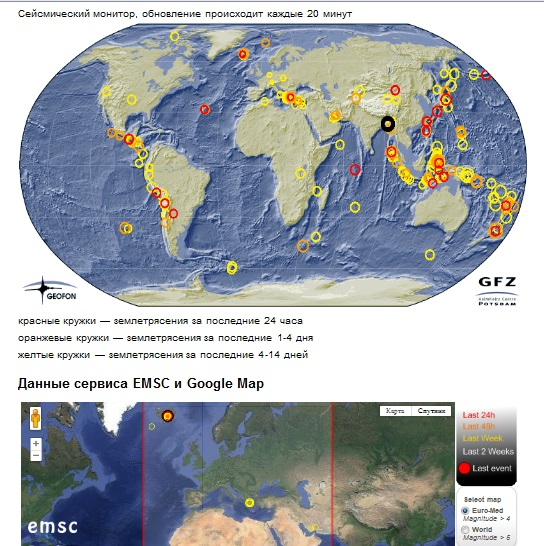 Сейсмический монитор, обновление происходит каждые 20 минут
GEOFON
GFZ
Helmholtz Centre
POTSDAM
красные кружки — землетрясения за последние 24 часа
оранжевые кружки — землетрясения за последние 1-4 дня
желтые кружки — землетрясения за последние 4-14 дней
Данные сервиса EMSC и Google Map
Карта Спутник
Last 24h
Last 48h
Last Week
Last 2 Weeks
Last event
Select map
Euro-Med
Magnitude > 4
World
Magnitude > 5
emsc